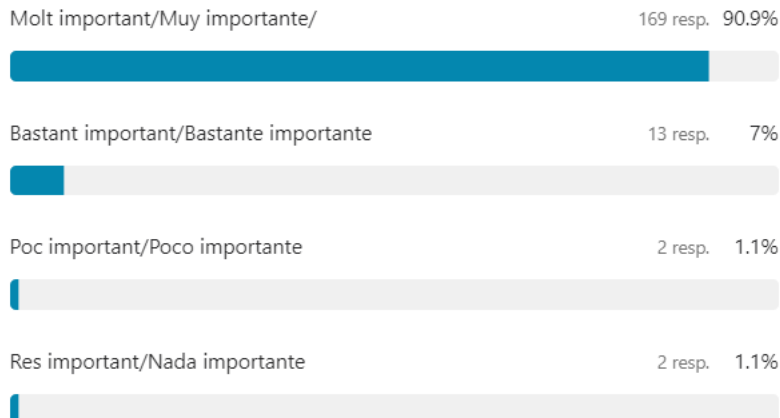 Molt important/Muy importante/ 169 resp. 90.9%
Bastant important/Bastante importante 13 resp. 7%
Poc important/Poco importante 2 resp. 1.1%
Res important/Nada importante 2 resp. 1.1%